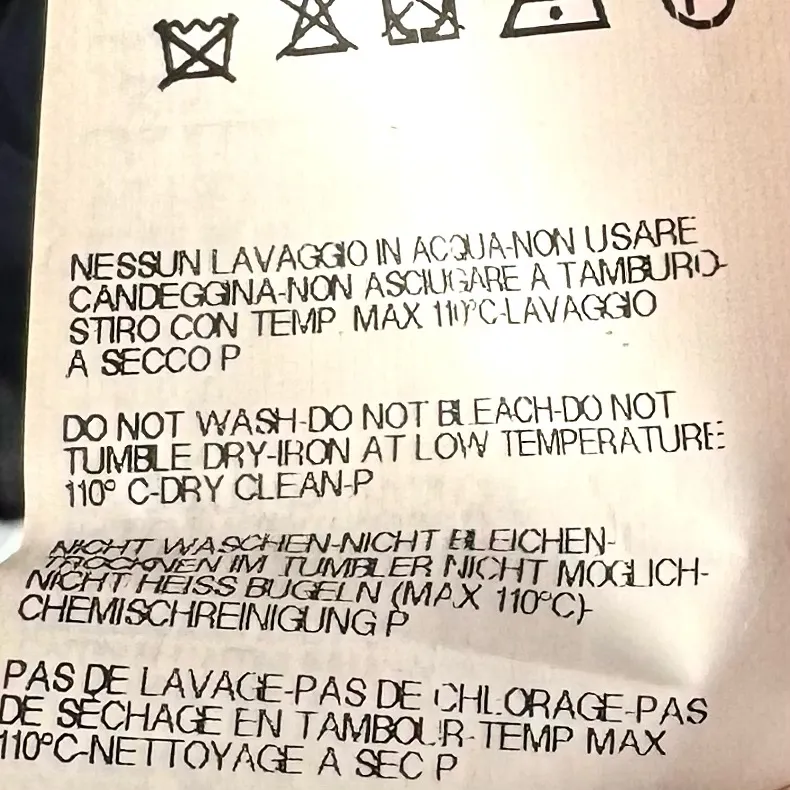 NESSUN LAVAGGIO IN ACQUA-NON USARE
CANDEGGINA-NON ASCIUGARE A TAMBURO-
STIRO CON TEMP. MAX 110°C-LAVAGGIO
A SECCO P
DO NOT WASH-DO NOT BLEACH-DO NOT
TUMBLE DRY-IRON AT LOW TEMPERATURE
110° C-DRY CLEAN-P
NICHT WASCHEN-NICHT BLEICHEN-
TROCKNEN IM TUMBLER NICHT MOGLICH-
NICHT HEISS BUGELN (MAX 110°C)-
CHEMISCHREINIGUNG P
PAS DE LAVAGE-PAS DE CHLORAGE-PAS
DE SECHAGE EN TAMBOUR-TEMP MAX
110°C-NETTOYAGE A SEC P